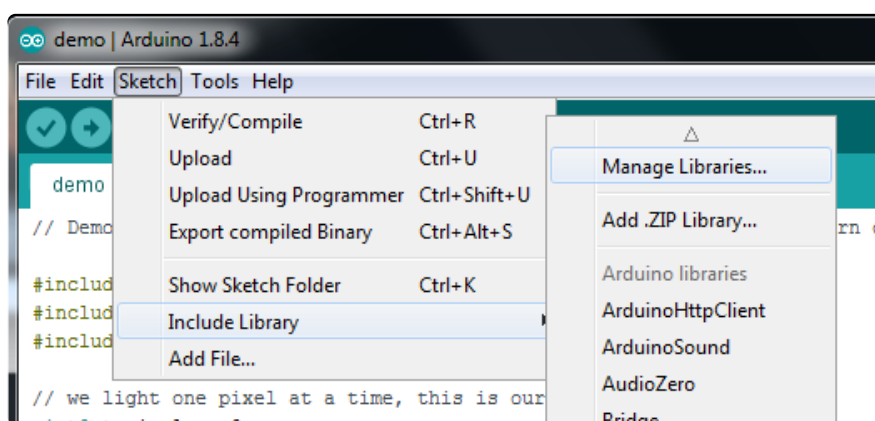 demo | Arduino 1.8.4
File Edit Sketch Tools Help
Verify/Compile Ctrl+R
Upload Ctrl+U
Upload Using Programmer Ctrl+Shift+U
Export compiled Binary Ctrl+Alt+S
Show Sketch Folder Ctrl+K
Include Library
Add File...
Manage Libraries...
Add .ZIP Library...
Arduino libraries
ArduinoHttpClient
ArduinoSound
AudioZero
Bridge
demo
// Demo
#includ
#includ
#includ
// we light one pixel at a time, this is our